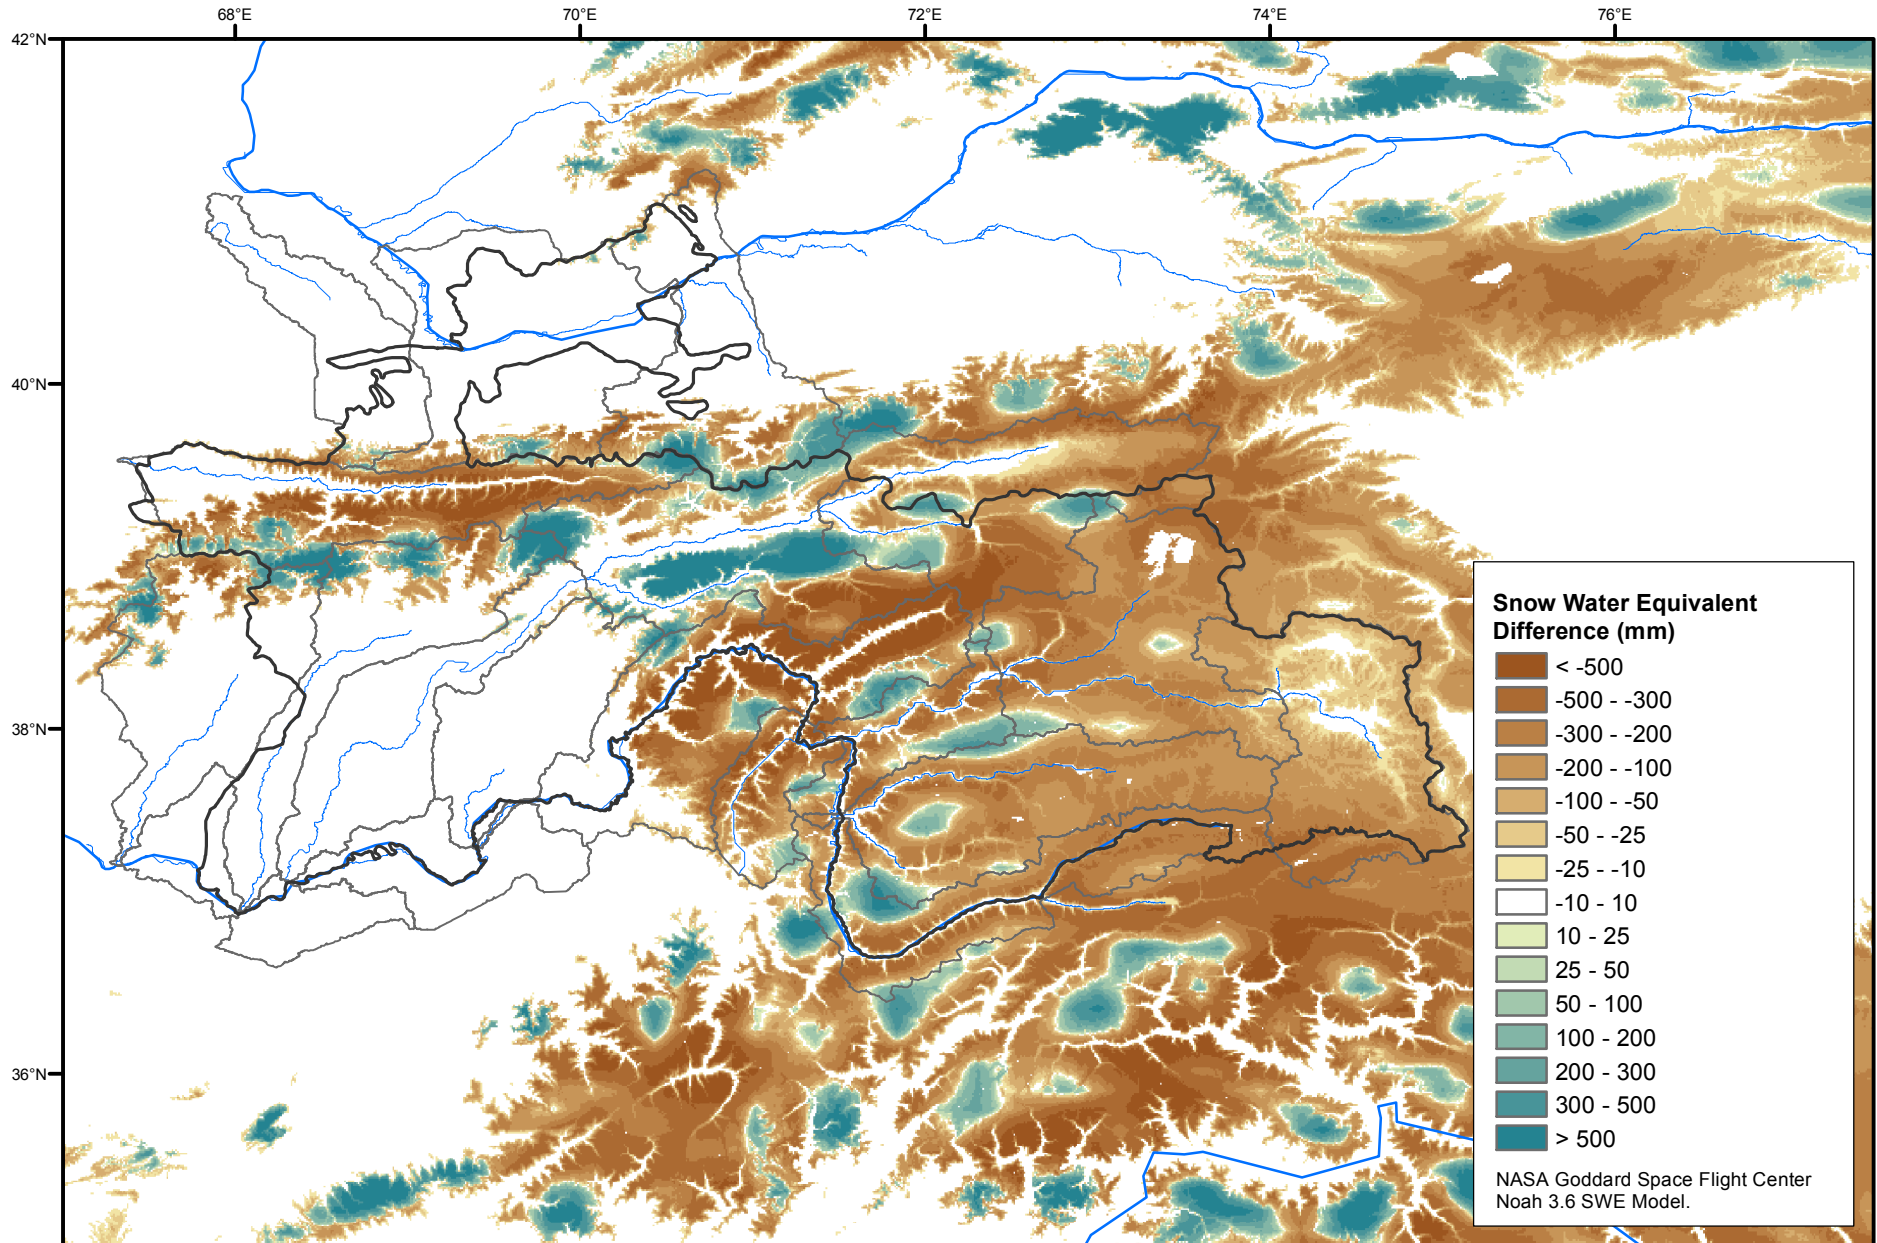 68°E 70°E 72°E 74°E 76°E
42°N
40°N
38°N
36°N
Snow Water Equivalent
Difference (mm)
< -500
-500 - -300
-300 - -200
-200 - -100
-100 - -50
-50 - -25
-25 - -10
-10 - 10
10 - 25
25 - 50
50 - 100
100 - 200
200 - 300
300 - 500
> 500
NASA Goddard Space Flight Center
Noah 3.6 SWE Model.